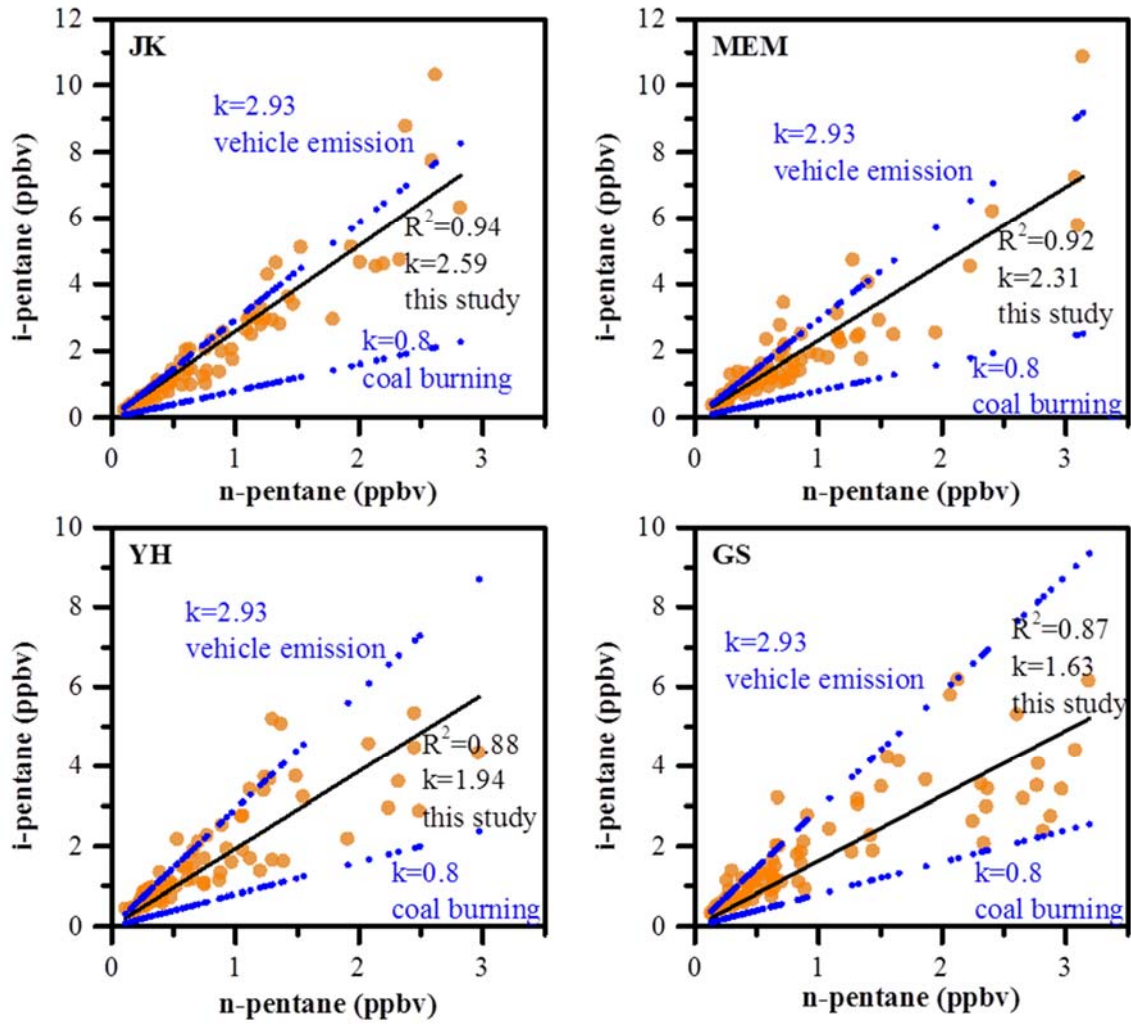 JK
k=2.93
vehicle emission
R²=0.94
k=2.59
this study
k=0.8
coal burning
i-pentane (ppbv)
12
10
8
6
4
2
0
0 1 2 3
n-pentane (ppbv)
MEM
k=2.93
vehicle emission
R²=0.92
k=2.31
this study
k=0.8
coal burning
i-pentane (ppbv)
12
10
8
6
4
2
0
0 1 2 3
n-pentane (ppbv)
YH
k=2.93
vehicle emission
R²=0.88
k=1.94
this study
k=0.8
coal burning
i-pentane (ppbv)
10
8
6
4
2
0
0 1 2 3
n-pentane (ppbv)
GS
k=2.93
vehicle emission
R²=0.87
k=1.63
this study
k=0.8
coal burning
i-pentane (ppbv)
10
8
6
4
2
0
0 1 2 3
n-pentane (ppbv)